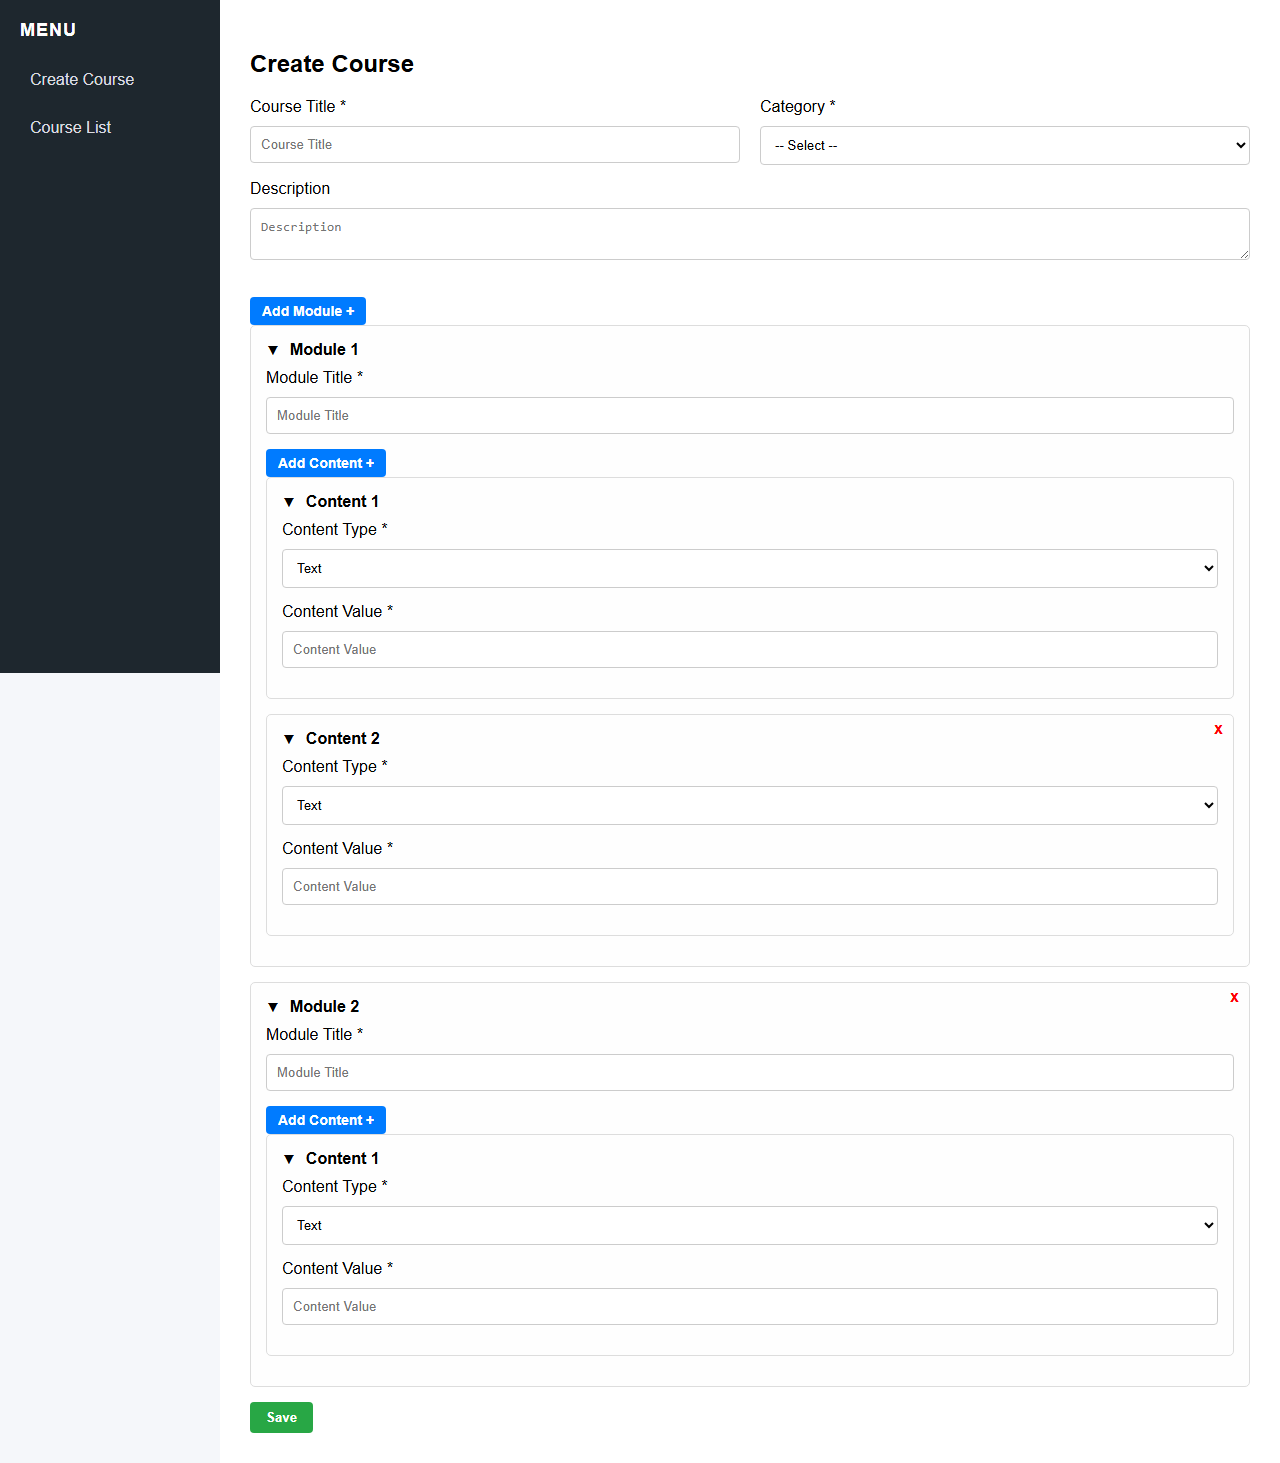 MENU
Create Course
Course List
Create Course
Course Title *
Category *
Course Title
-- Select --
Description
Description
Add Module +
▼ Module 1
Module Title *
Module Title
Add Content +
▼ Content 1
Content Type *
Text
Content Value *
Content Value
▼ Content 2
x
Content Type *
Text
Content Value *
Content Value
▼ Module 2
x
Module Title *
Module Title
Add Content +
▼ Content 1
Content Type *
Text
Content Value *
Content Value
Save